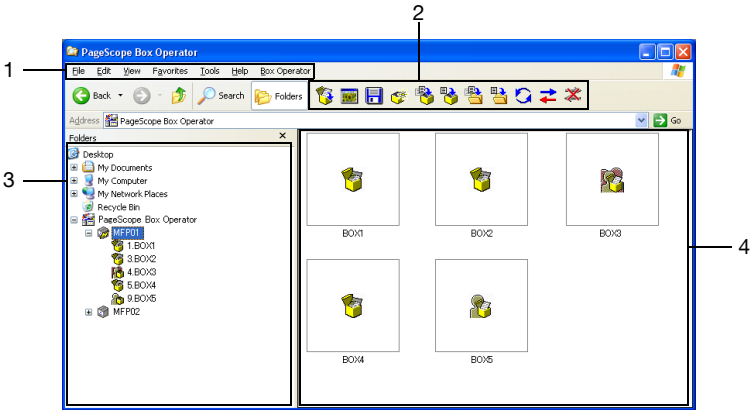 2
PageScope Box Operator
1
File Edit View Favorites Tools Help Box Operator
Back Search Folders
Address PageScope Box Operator Go
Folders
3
Desktop
My Documents
My Computer
My Network Places
Recycle Bin
PageScope Box Operator
MFP01
1.BOX1
3.BOX2
4.BOX3
5.BOX4
9.BOX5
MFP02
BOX1 BOX2 BOX3
4
BOX4 BOX5